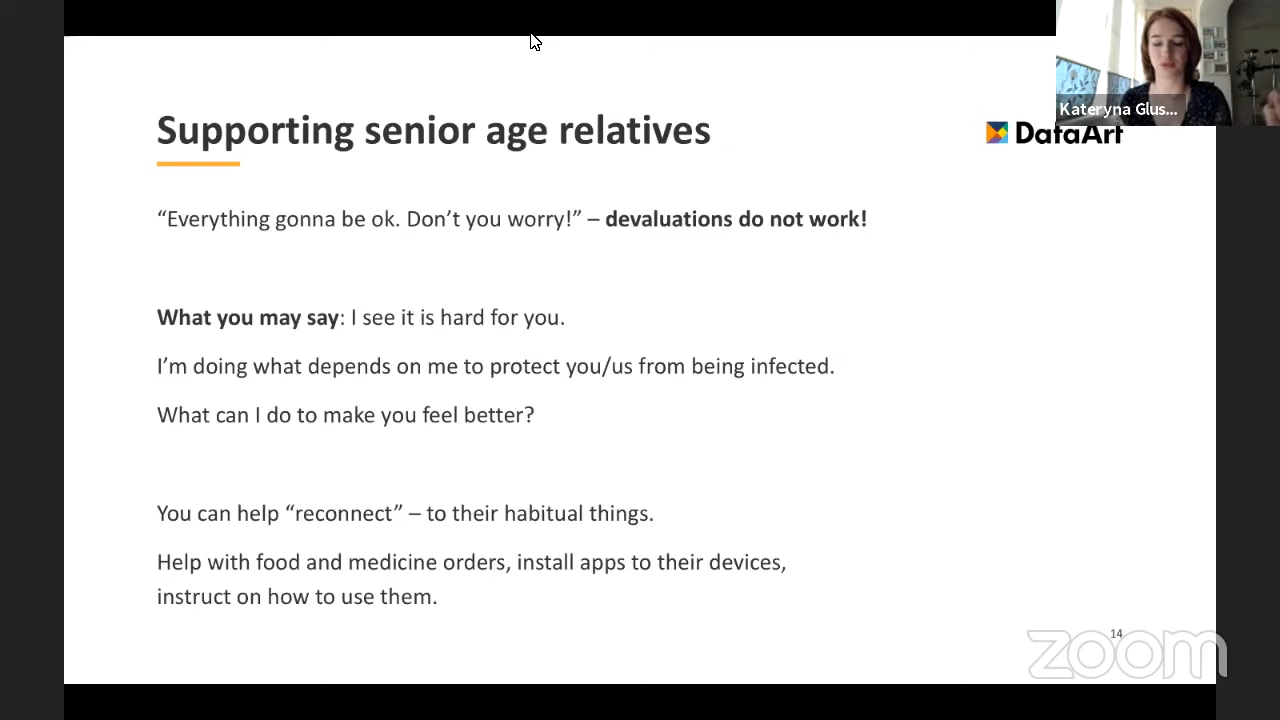 Kateryna Glus...
Supporting senior age relatives
DataArt
“Everything gonna be ok. Don’t you worry!” – devaluations do not work!
What you may say: I see it is hard for you.
I’m doing what depends on me to protect you/us from being infected.
What can I do to make you feel better?
You can help “reconnect” – to their habitual things.
Help with food and medicine orders, install apps to their devices,
instruct on how to use them.
14
zoom